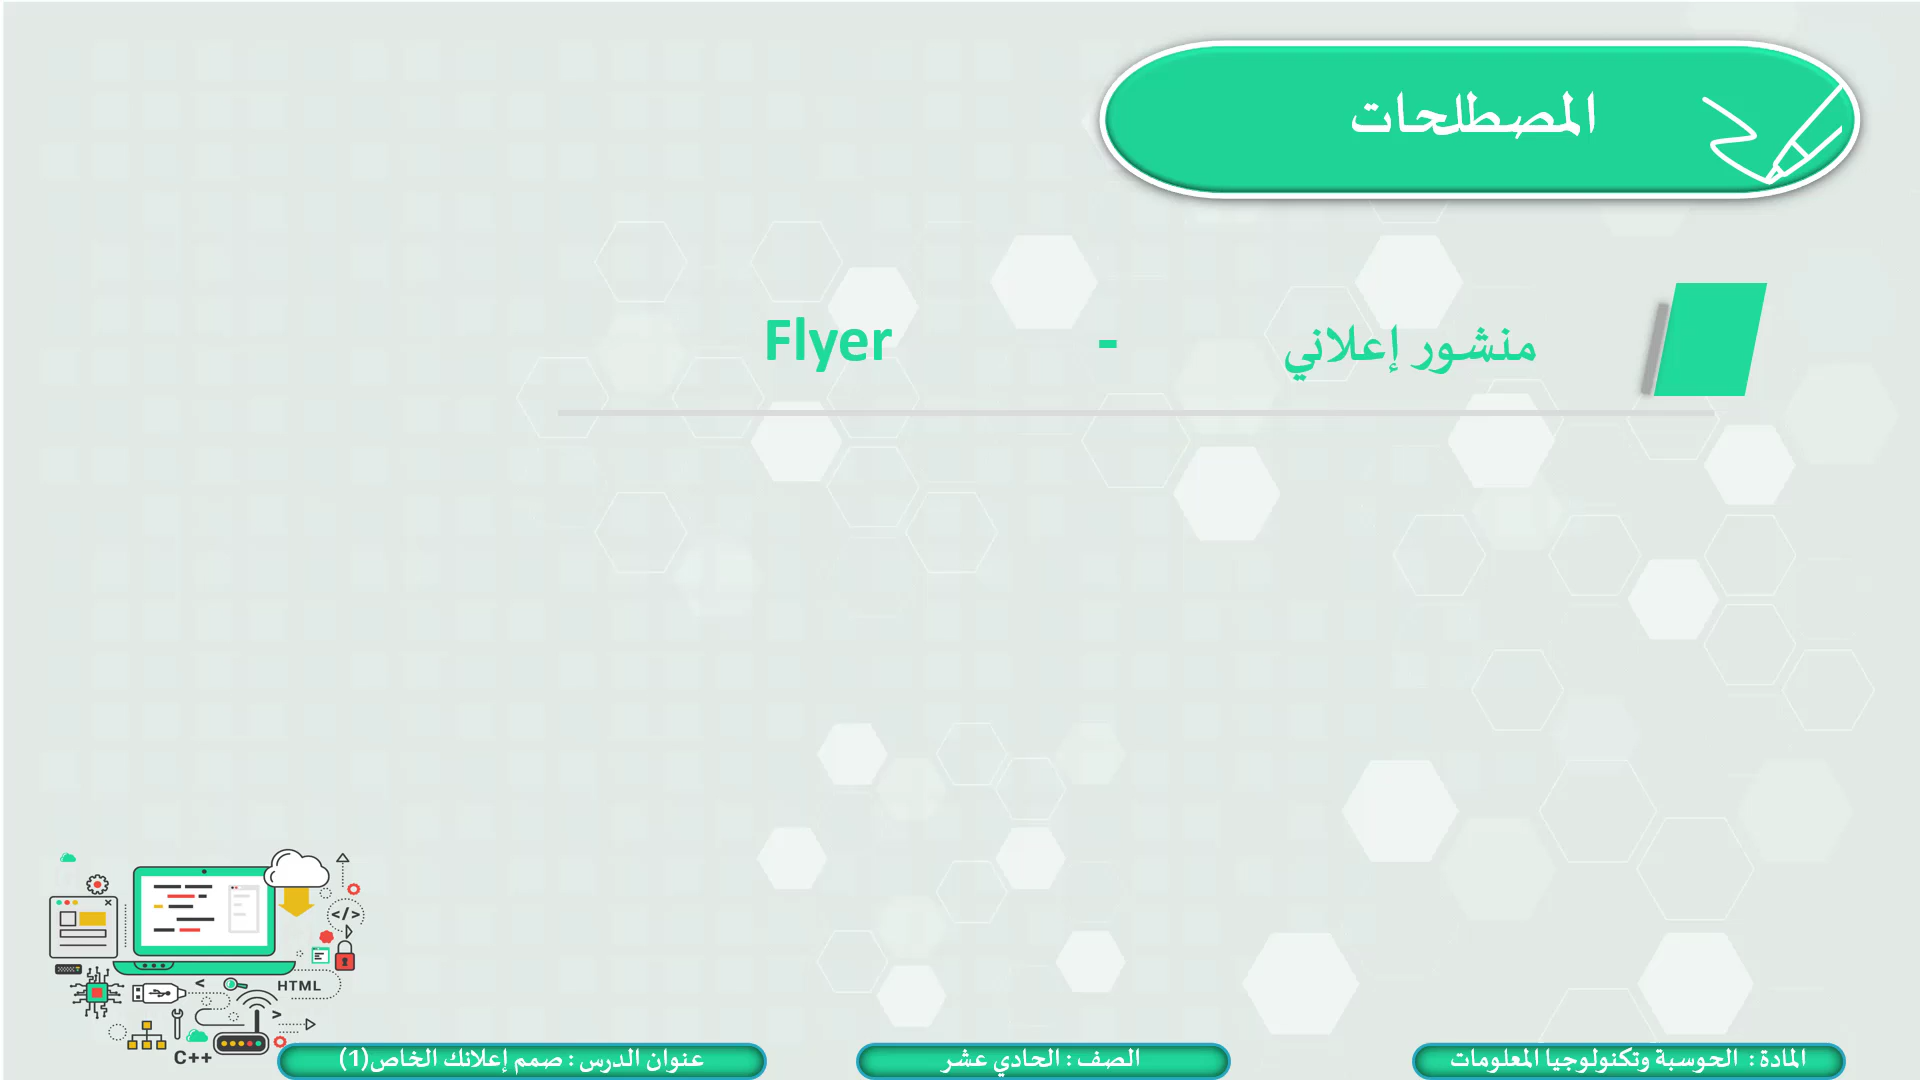 المصطلحات
منشور إعلاني - Flyer
</>
HTML
C++
المادة : الحوسبة وتكنولوجيا المعلومات
الصف : الحادي عشر
عنوان الدرس : صمم إعلانك الخاص(1)